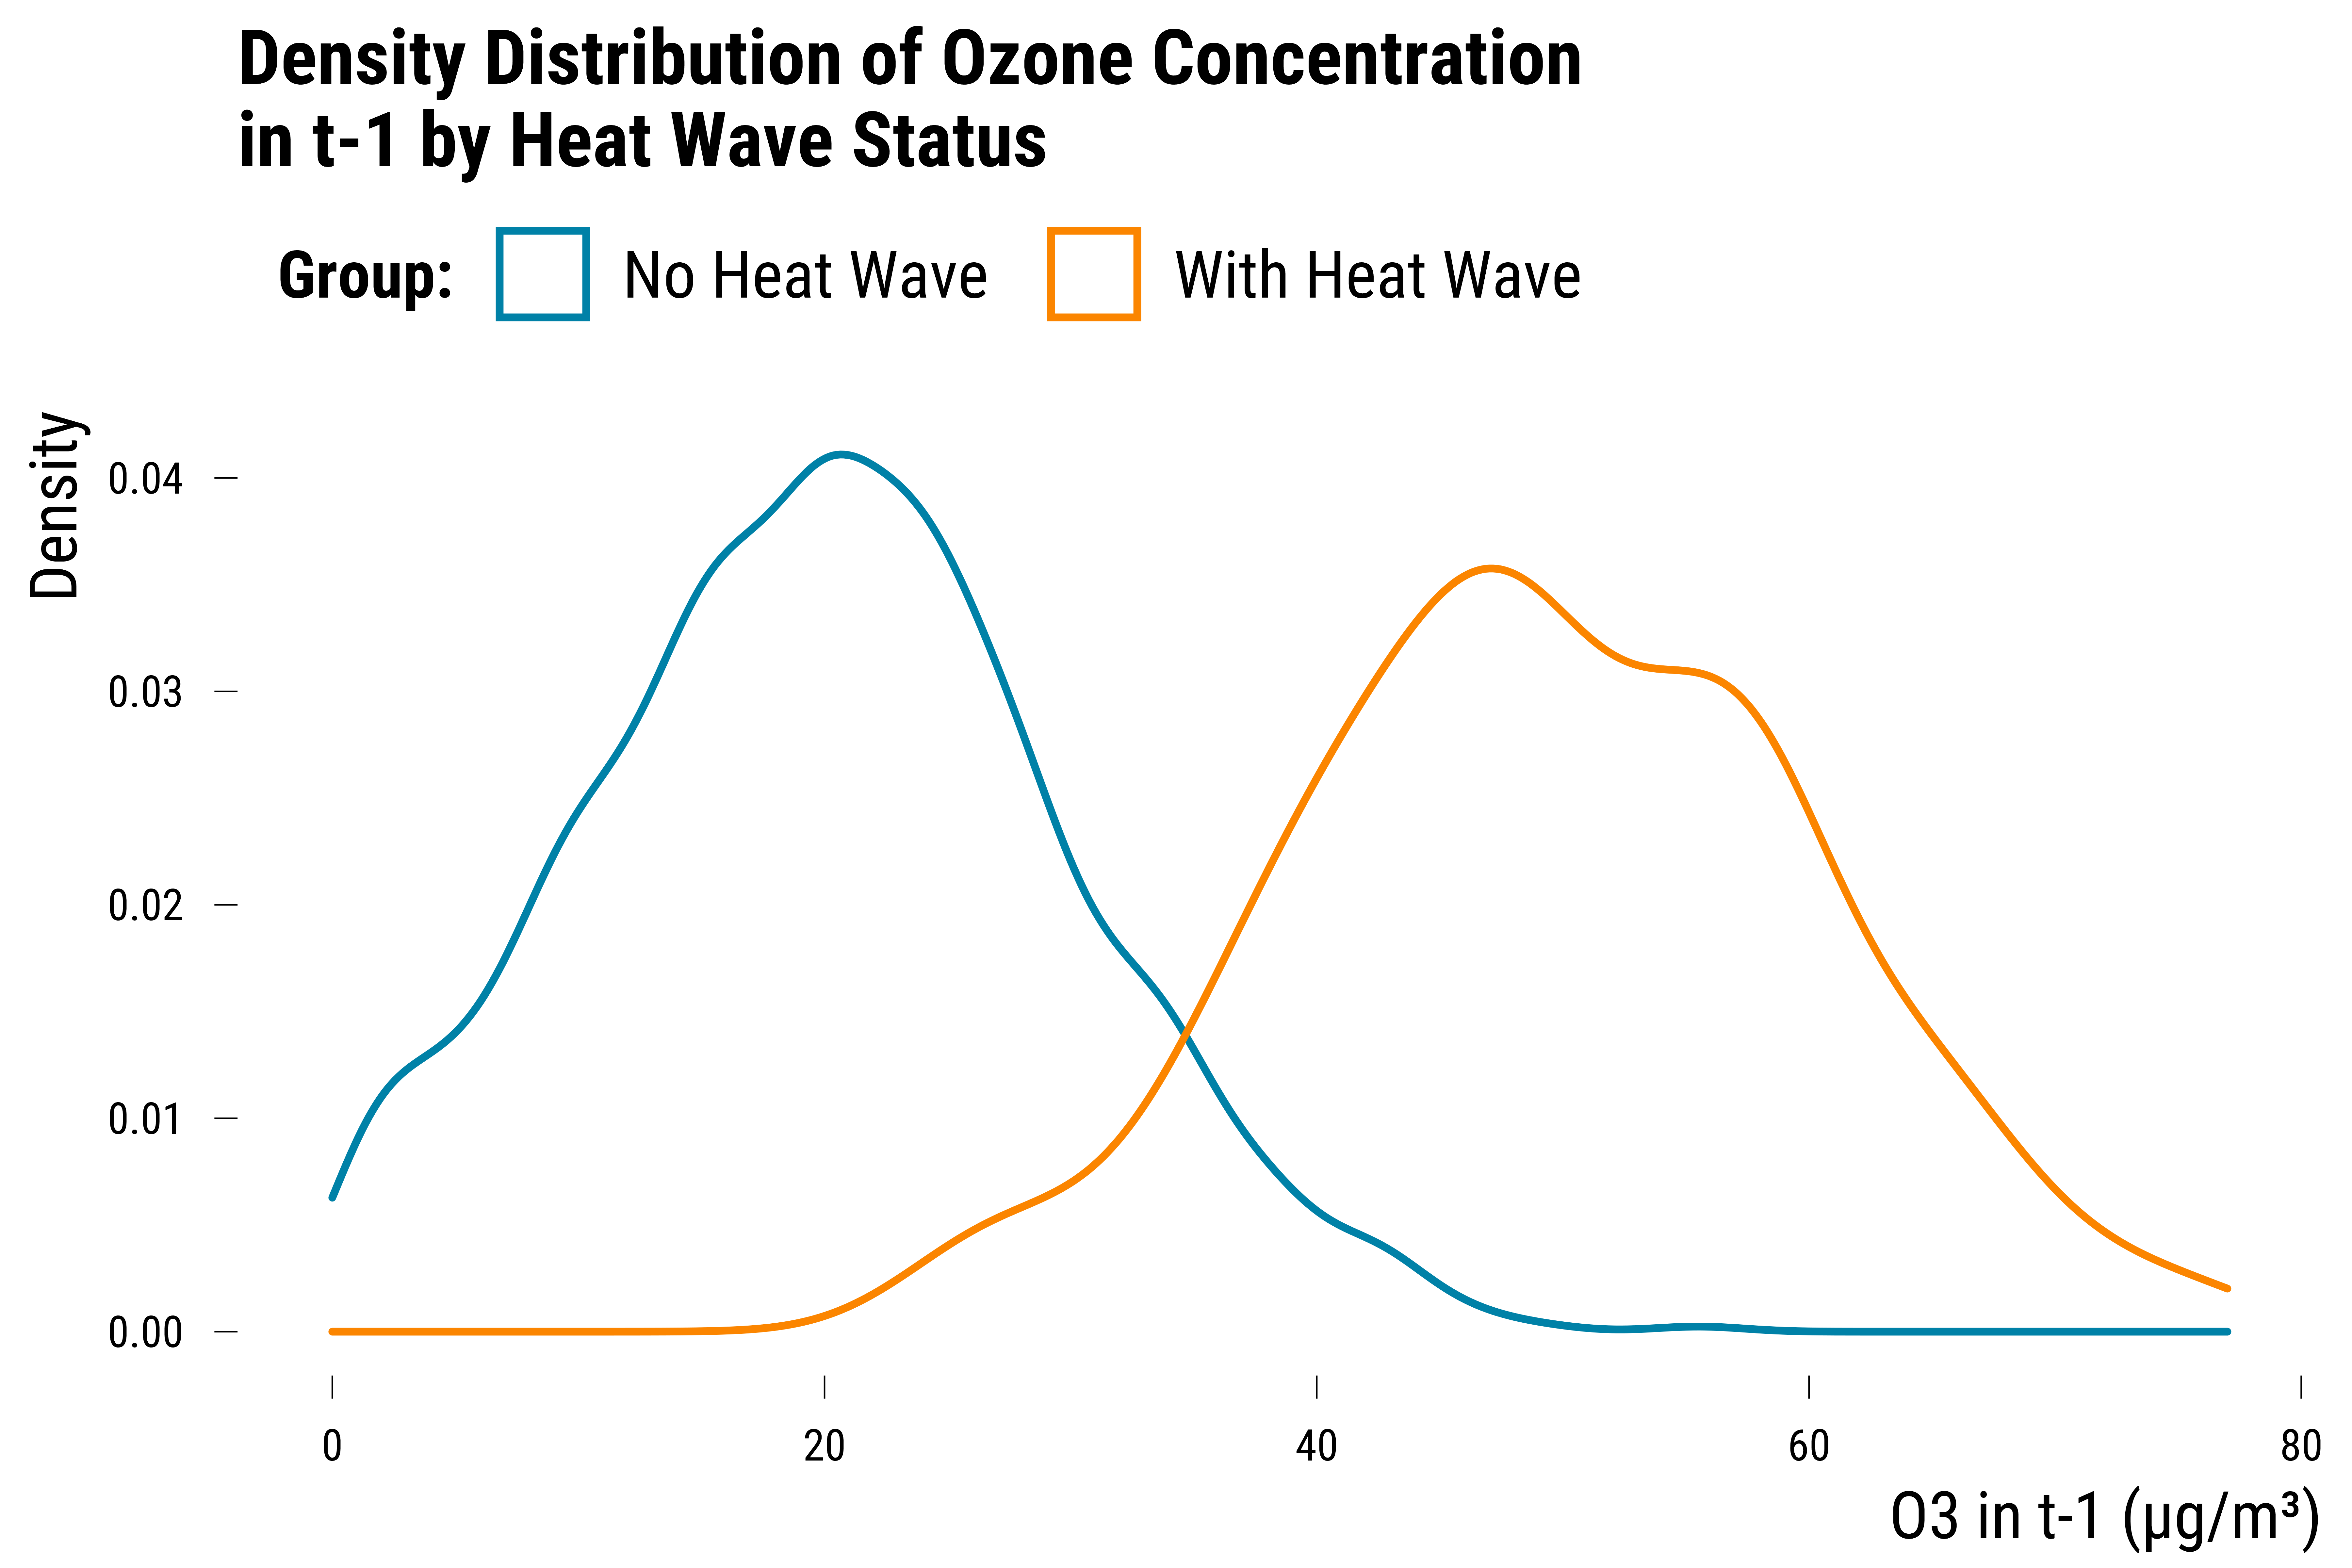 Density Distribution of Ozone Concentration
in t-1 by Heat Wave Status
Group: No Heat Wave With Heat Wave
Density
0.04
0.03
0.02
0.01
0.00
0 20 40 60 80
O3 in t-1 (µg/m³)